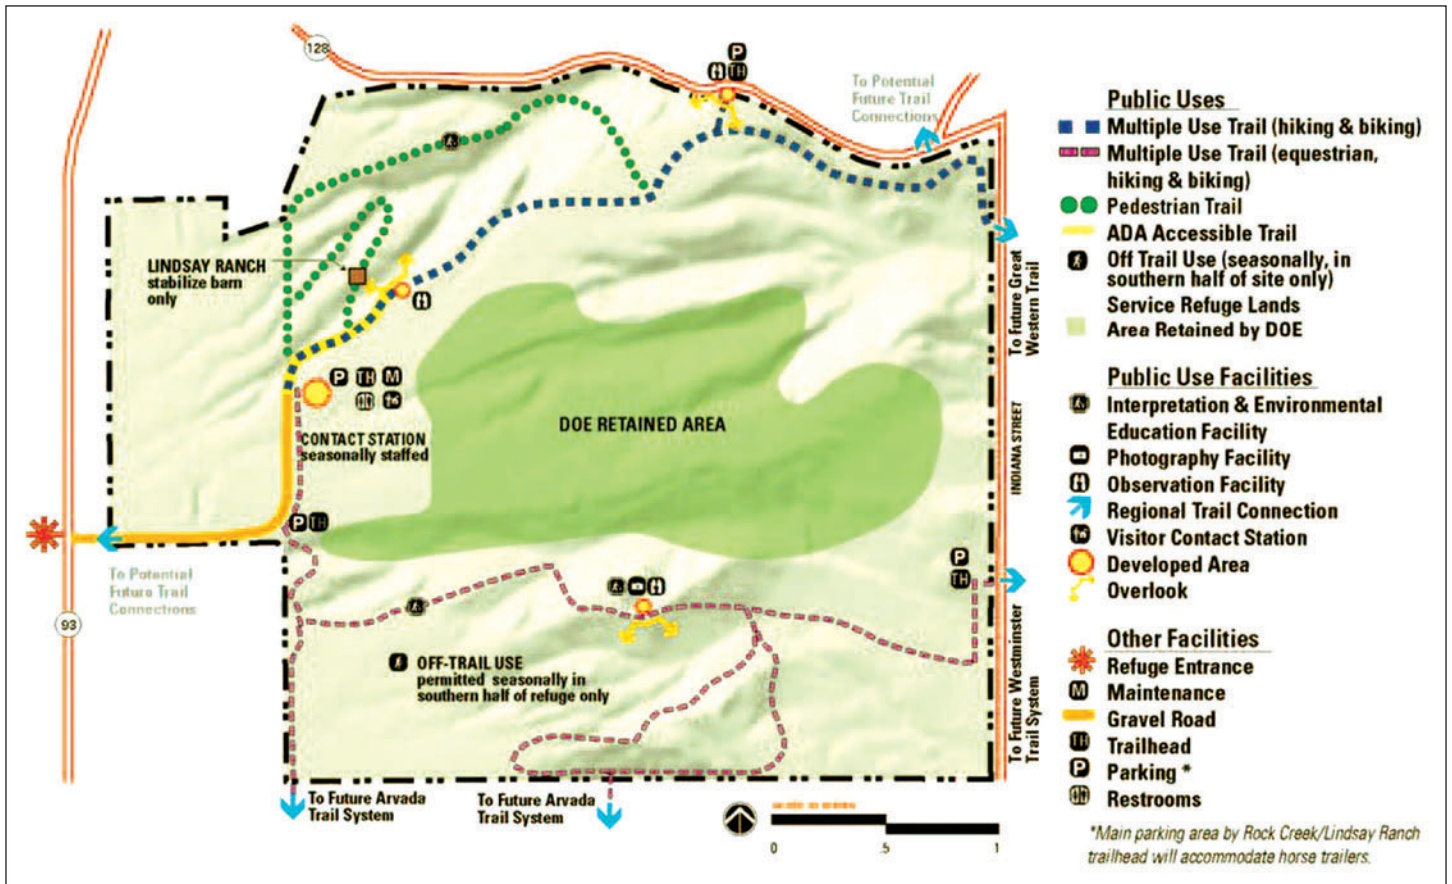 128
To Potential
Future Trail
Connections
LINDSAY RANCH
stabilize barn
only
To Future Great
Western Trail
INDIANA STREET
DOE RETAINED AREA
CONTACT STATION
seasonally staffed
P TH M
P TH
P
TH
P
TH
To Potential
Future Trail
Connections
93
OFF-TRAIL USE
permitted seasonally in
southern half of refuge only
To Future Westminster
Trail System
To Future Arvada
Trail System
To Future Arvada
Trail System
0 .5 1
Public Uses
Multiple Use Trail (hiking & biking)
Multiple Use Trail (equestrian,
hiking & biking)
Pedestrian Trail
ADA Accessible Trail
Off Trail Use (seasonally, in
southern half of site only)
Service Refuge Lands
Area Retained by DOE
Public Use Facilities
Interpretation & Environmental
Education Facility
Photography Facility
Observation Facility
Regional Trail Connection
Visitor Contact Station
Developed Area
Overlook
Other Facilities
Refuge Entrance
M Maintenance
Gravel Road
TH Trailhead
P Parking *
Restrooms
*Main parking area by Rock Creek/Lindsay Ranch
trailhead will accommodate horse trailers.